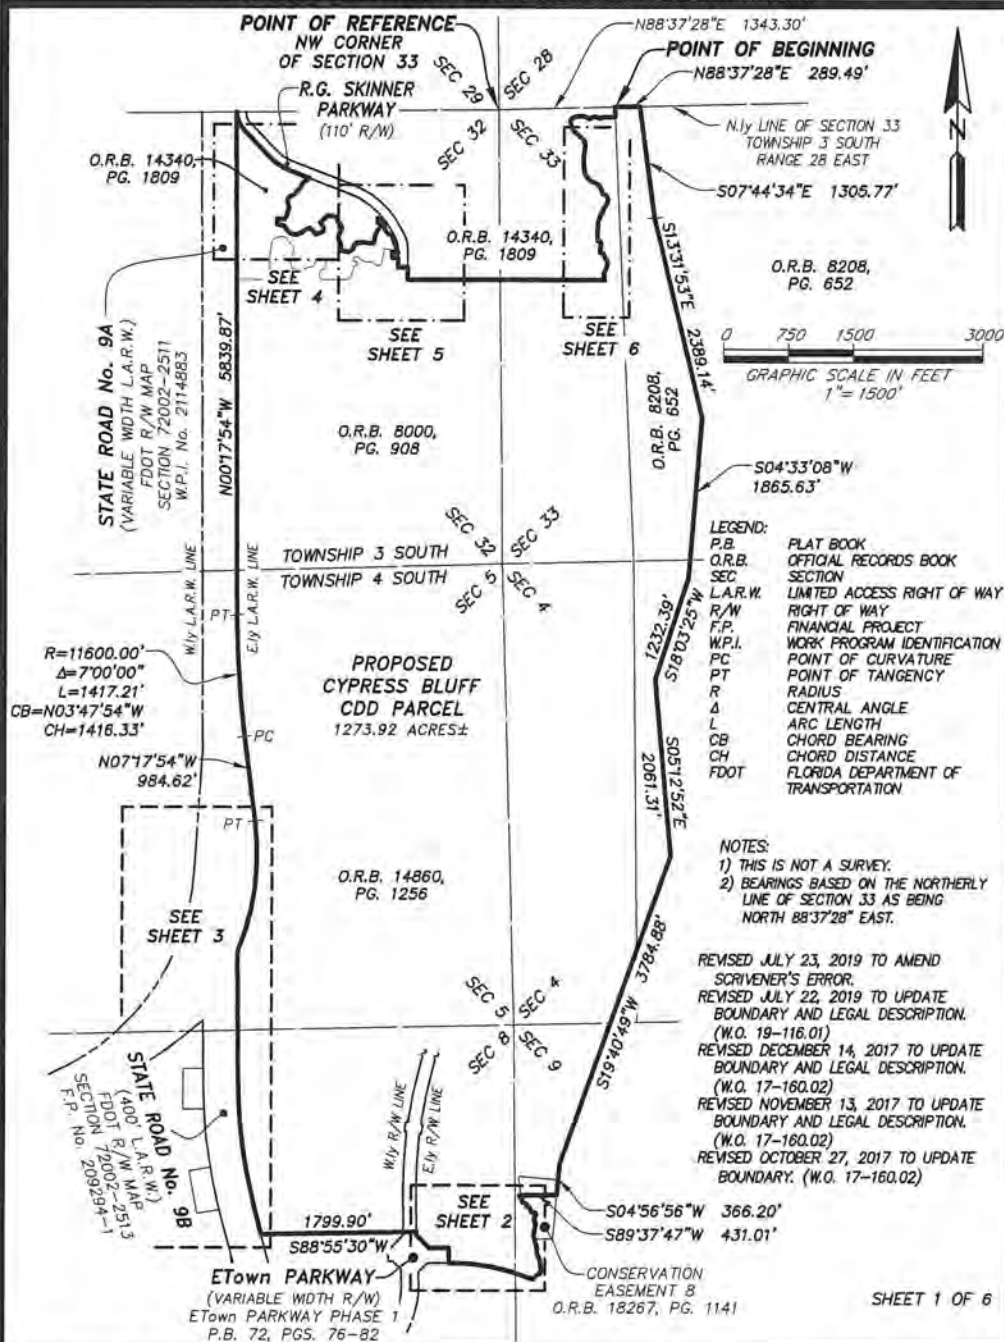 POINT OF REFERENCE
NW CORNER
OF SECTION 33
N88°37'28"E 1343.30'
POINT OF BEGINNING
N88°37'28"E 289.49'
SEC 29
SEC 28
SEC 32
SEC 33
R.G. SKINNER
PARKWAY
(110' R/W)
N
N.ly LINE OF SECTION 33
TOWNSHIP 3 SOUTH
RANGE 28 EAST
O.R.B. 14340,
PG. 1809
S07°44'34"E 1305.77'
O.R.B. 14340,
PG. 1809
S13°31'53"E 2389.14'
O.R.B. 8208,
PG. 652
SEE
SHEET 4
SEE
SHEET 5
SEE
SHEET 6
0 750 1500 3000
GRAPHIC SCALE IN FEET
1"= 1500'
STATE ROAD No. 9A
(VARIABLE WIDTH L.A.R.W.)
FDOT R/W MAP
SECTION 72002-2511
W.P.I. No. 2114883
N00°17'54"W 5839.87'
O.R.B. 8000,
PG. 908
O.R.B. 8208,
PG. 652
S04°33'08"W
1865.63'
SEC 32
SEC 33
TOWNSHIP 3 SOUTH
TOWNSHIP 4 SOUTH
SEC 5
SEC 4
W.ly L.A.R.W. LINE
E.ly L.A.R.W. LINE
LEGEND:
P.B. PLAT BOOK
O.R.B. OFFICIAL RECORDS BOOK
SEC SECTION
L.A.R.W. LIMITED ACCESS RIGHT OF WAY
R/W RIGHT OF WAY
F.P. FINANCIAL PROJECT
W.P.I. WORK PROGRAM IDENTIFICATION
PC POINT OF CURVATURE
PT POINT OF TANGENCY
R RADIUS
Δ CENTRAL ANGLE
L ARC LENGTH
CB CHORD BEARING
CH CHORD DISTANCE
FDOT FLORIDA DEPARTMENT OF
TRANSPORTATION
PT
1232.39'
S18°03'25"W
R=11600.00'
Δ=7°00'00"
L=1417.21'
CB=N03°47'54"W
CH=1416.33'
PROPOSED
CYPRESS BLUFF
CDD PARCEL
1273.92 ACRES±
PC
N07°17'54"W
984.62'
2061.31'
S05°12'52"E
PT
O.R.B. 14860,
PG. 1256
SEE
SHEET 3
NOTES:
1) THIS IS NOT A SURVEY.
2) BEARINGS BASED ON THE NORTHERLY
LINE OF SECTION 33 AS BEING
NORTH 88°37'28" EAST.
S19°40'49"W 3784.88'
SEC 5
SEC 4
SEC 8
SEC 9
REVISED JULY 23, 2019 TO AMEND
SCRIVENER'S ERROR.
REVISED JULY 22, 2019 TO UPDATE
BOUNDARY AND LEGAL DESCRIPTION.
(W.O. 19-116.01)
REVISED DECEMBER 14, 2017 TO UPDATE
BOUNDARY AND LEGAL DESCRIPTION.
(W.O. 17-160.02)
REVISED NOVEMBER 13, 2017 TO UPDATE
BOUNDARY AND LEGAL DESCRIPTION.
(W.O. 17-160.02)
REVISED OCTOBER 27, 2017 TO UPDATE
BOUNDARY. (W.O. 17-160.02)
STATE ROAD No. 9B
(400' L.A.R.W.)
FDOT R/W MAP
SECTION 72002-2513
F.P. No. 209294-1
W.ly R/W LINE
E.ly R/W LINE
SEE
SHEET 2
S04°56'56"W 366.20'
S89°37'47"W 431.01'
1799.90'
S88°55'30"W
ETown PARKWAY
(VARIABLE WIDTH R/W)
ETown PARKWAY PHASE 1
P.B. 72, PGS. 76-82
CONSERVATION
EASEMENT 8
O.R.B. 18267, PG. 1141
SHEET 1 OF 6